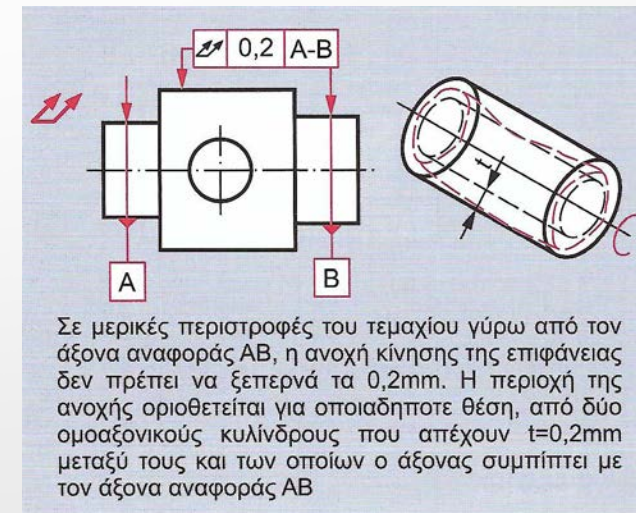 0,2 A-B
t
A B
Σε μερικές περιστροφές του τεμαχίου γύρω από τον
άξονα αναφοράς ΑΒ, η ανοχή κίνησης της επιφάνειας
δεν πρέπει να ξεπερνά τα 0,2mm. Η περιοχή της
ανοχής οριοθετείται για οποιαδηποτε θέση, από δύο
ομοαξονικούς κυλίνδρους που απέχουν t=0,2mm
μεταξύ τους και των οποίων ο άξονας συμπίπτει με
τον άξονα αναφοράς ΑΒ